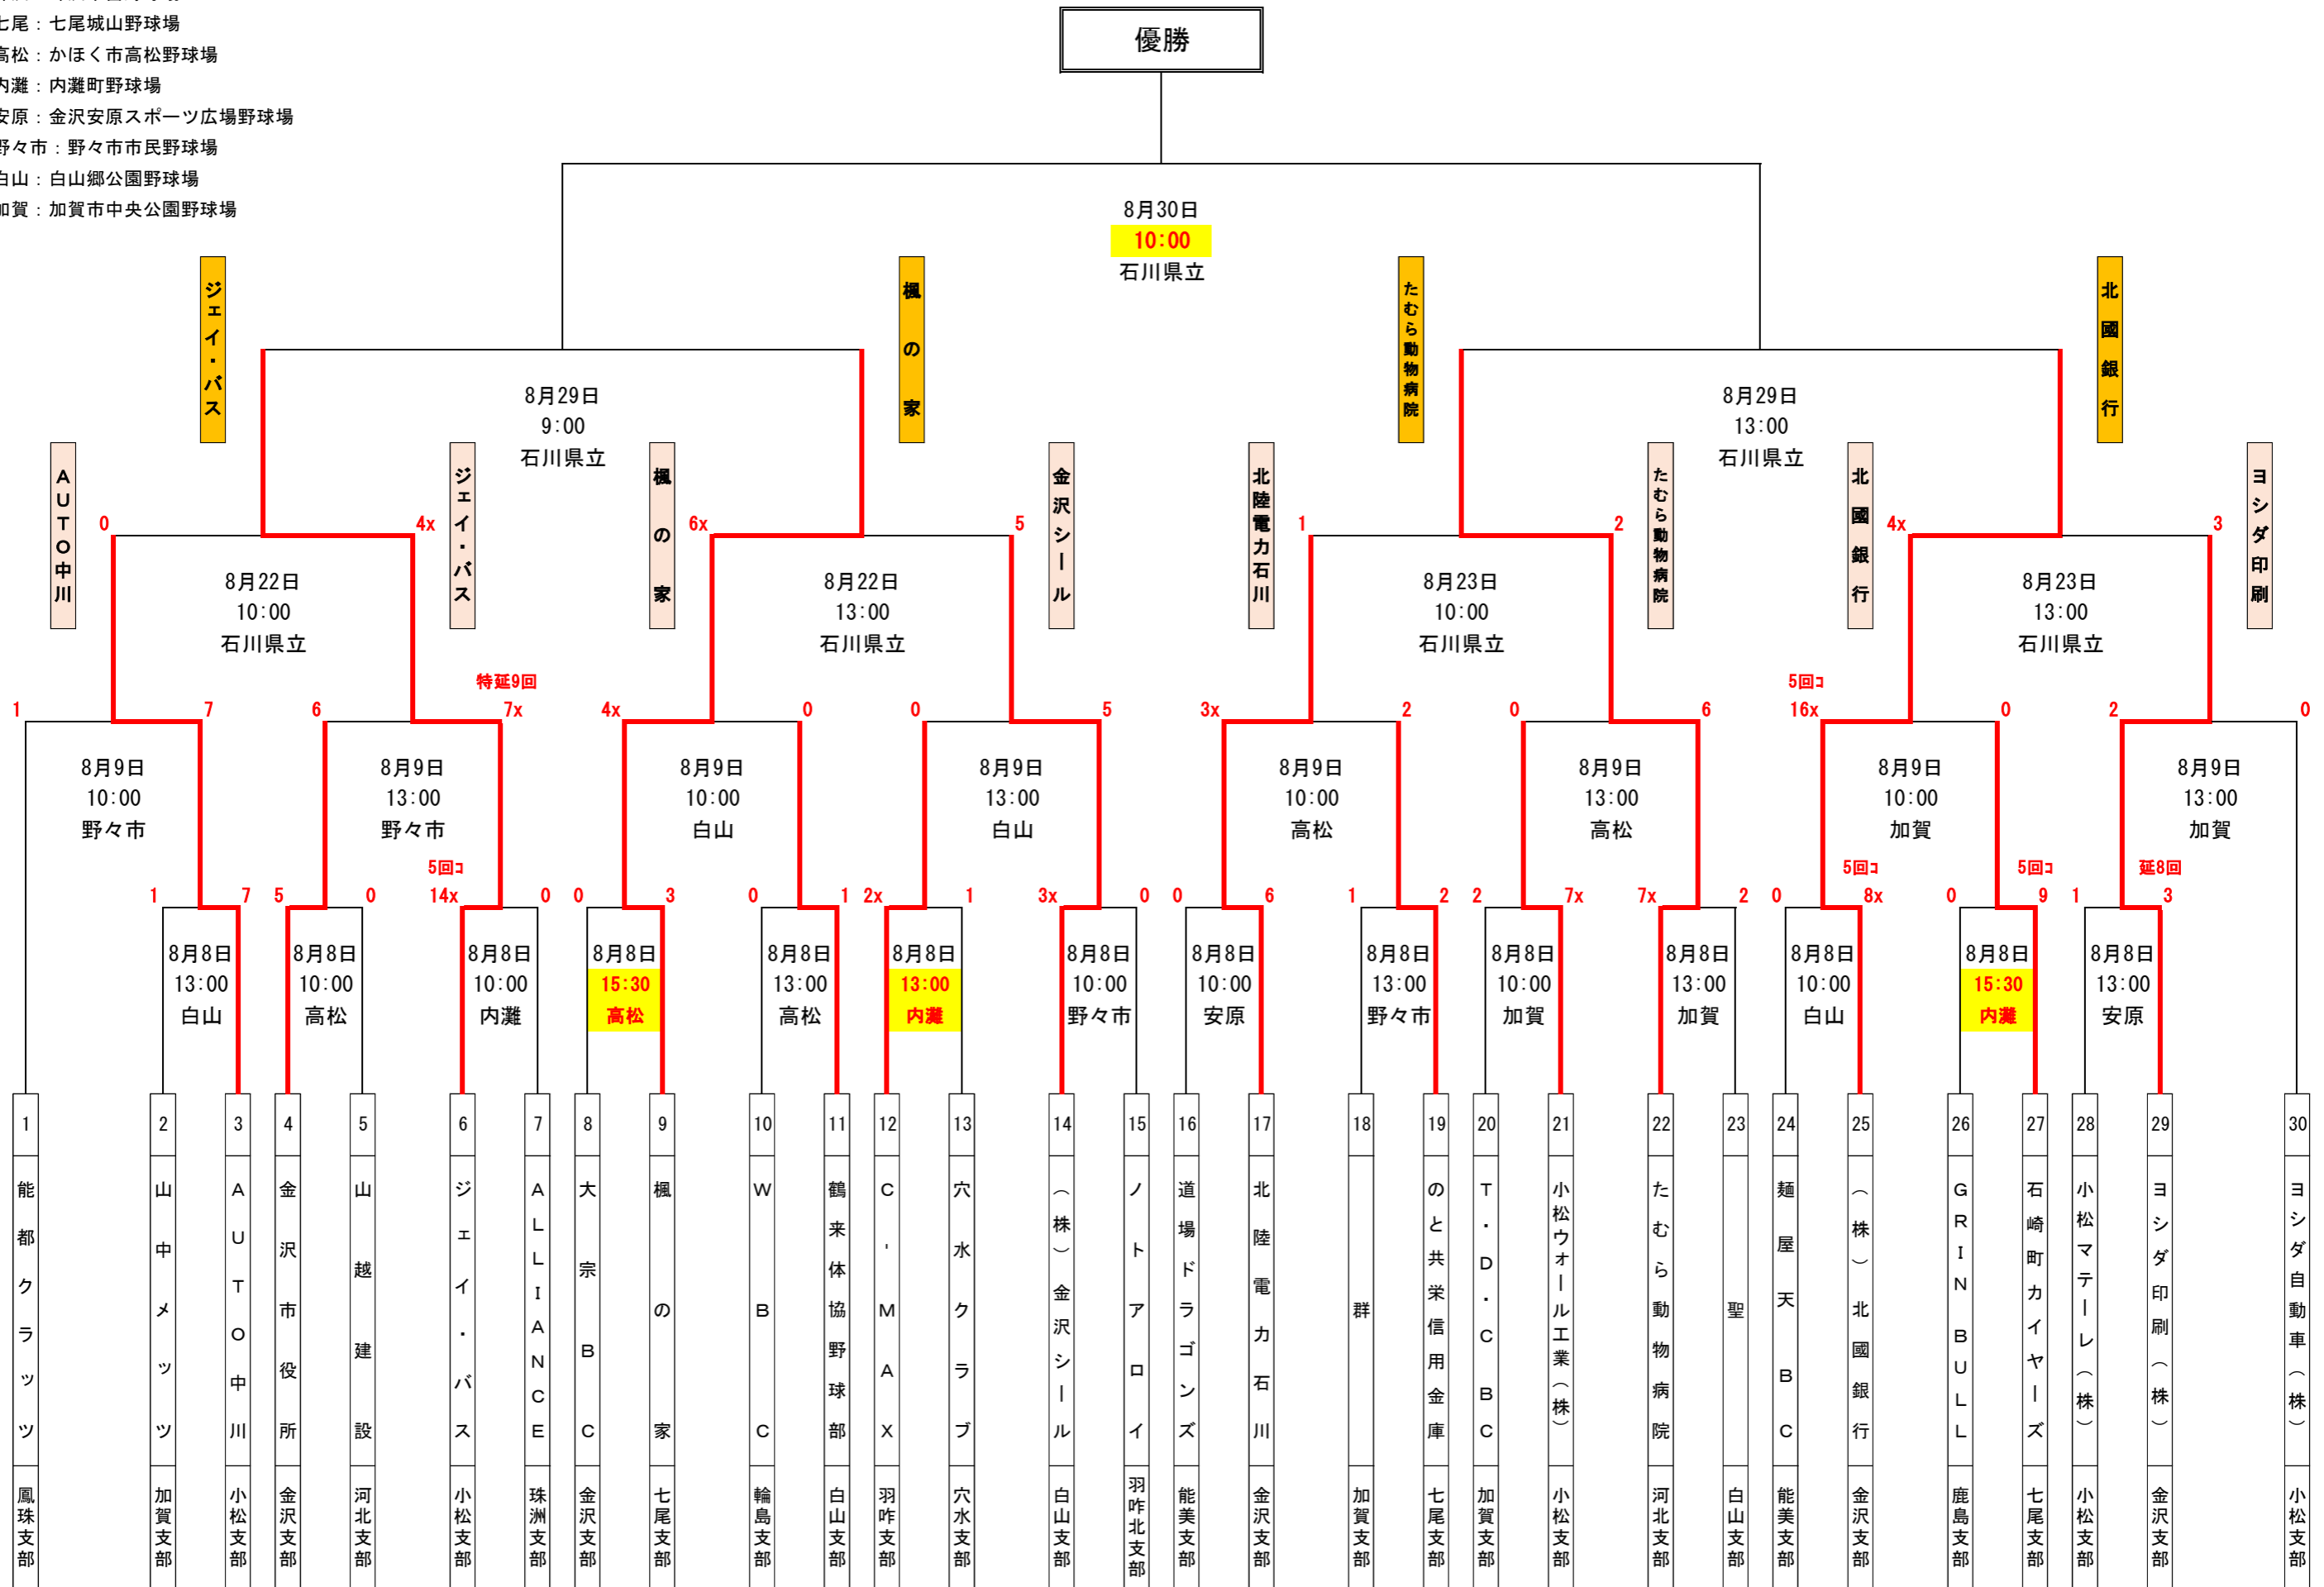 七尾：七尾城山野球場
高松：かほく市高松野球場
内灘：内灘町野球場
安原：金沢安原スポーツ広場野球場
野々市：野々市市民野球場
白山：白山郷公園野球場
加賀：加賀市中央公園野球場
優勝
8月30日
10:00
石川県立
ジェイ・バス
楓の家
たむら動物病院
北國銀行
8月29日
9:00
石川県立
8月29日
13:00
石川県立
AUTO中川
ジェイ・バス
楓の家
金沢シール
北陸電力石川
たむら動物病院
北國銀行
ヨシダ印刷
0 4x 6x 5 1 2 4x 3
8月22日
10:00
石川県立
8月22日
13:00
石川県立
8月23日
10:00
石川県立
8月23日
13:00
石川県立
特延9回
5回ｺ
1 7 6 7x 4x 0 0 5 3x 2 0 6 16x 0 2 0
8月9日
10:00
野々市
8月9日
13:00
野々市
8月9日
10:00
白山
8月9日
13:00
白山
8月9日
10:00
高松
8月9日
13:00
高松
8月9日
10:00
加賀
8月9日
13:00
加賀
5回ｺ
5回ｺ
5回ｺ
延8回
1 7 5 0 14x 0 0 3 0 1 2x 1 3x 0 0 6 1 2 2 7x 7x 2 0 8x 0 9 1 3
8月8日
13:00
白山
8月8日
10:00
高松
8月8日
10:00
内灘
8月8日
15:30
高松
8月8日
13:00
高松
8月8日
13:00
内灘
8月8日
10:00
野々市
8月8日
10:00
安原
8月8日
13:00
野々市
8月8日
10:00
加賀
8月8日
13:00
加賀
8月8日
10:00
白山
8月8日
15:30
内灘
8月8日
13:00
安原
1 能都クラッツ 鳳珠支部
2 山中メッツ 加賀支部
3 AUTO中川 小松支部
4 金沢市役所 金沢支部
5 山越建設 河北支部
6 ジェイ・バス 小松支部
7 ALLIANCE 珠洲支部
8 大宗BC 金沢支部
9 楓の家 七尾支部
10 WBC 輪島支部
11 鶴来体協野球部 白山支部
12 C'MAX 羽咋支部
13 穴水クラブ 穴水支部
14 （株）金沢シール 白山支部
15 ノトアロイ 羽咋北支部
16 道場ドラゴンズ 能美支部
17 北陸電力石川 金沢支部
18 群 加賀支部
19 のと共栄信用金庫 七尾支部
20 T・D・C BC 加賀支部
21 小松ウォール工業（株） 小松支部
22 たむら動物病院 河北支部
23 聖 白山支部
24 麺屋天BC 能美支部
25 （株）北國銀行 金沢支部
26 GRIN BULL 鹿島支部
27 石崎町カイヤーズ 七尾支部
28 小松マテーレ（株） 小松支部
29 ヨシダ印刷（株） 金沢支部
30 ヨシダ自動車（株） 小松支部